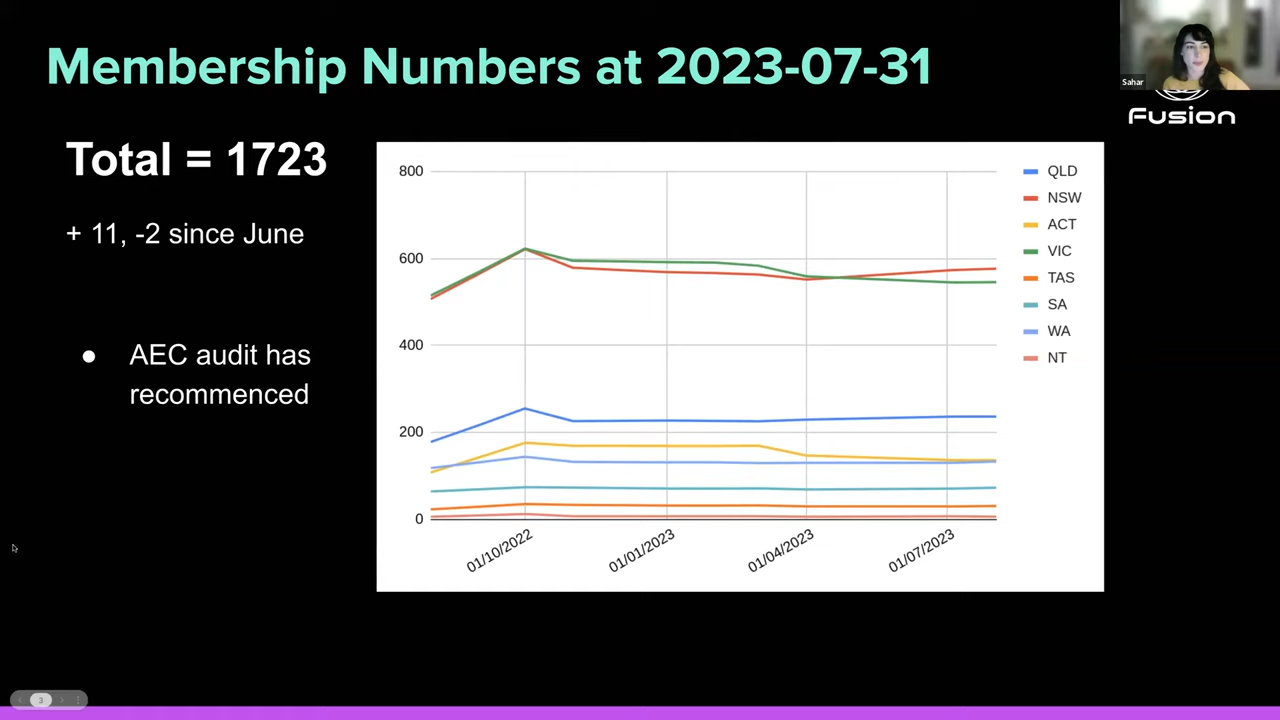 Membership Numbers at 2023-07-31
Sahar
Fusion
Total = 1723
+ 11, -2 since June
● AEC audit has
recommenced
800
600
400
200
0
01/10/2022
01/01/2023
01/04/2023
01/07/2023
QLD
NSW
ACT
VIC
TAS
SA
WA
NT
3